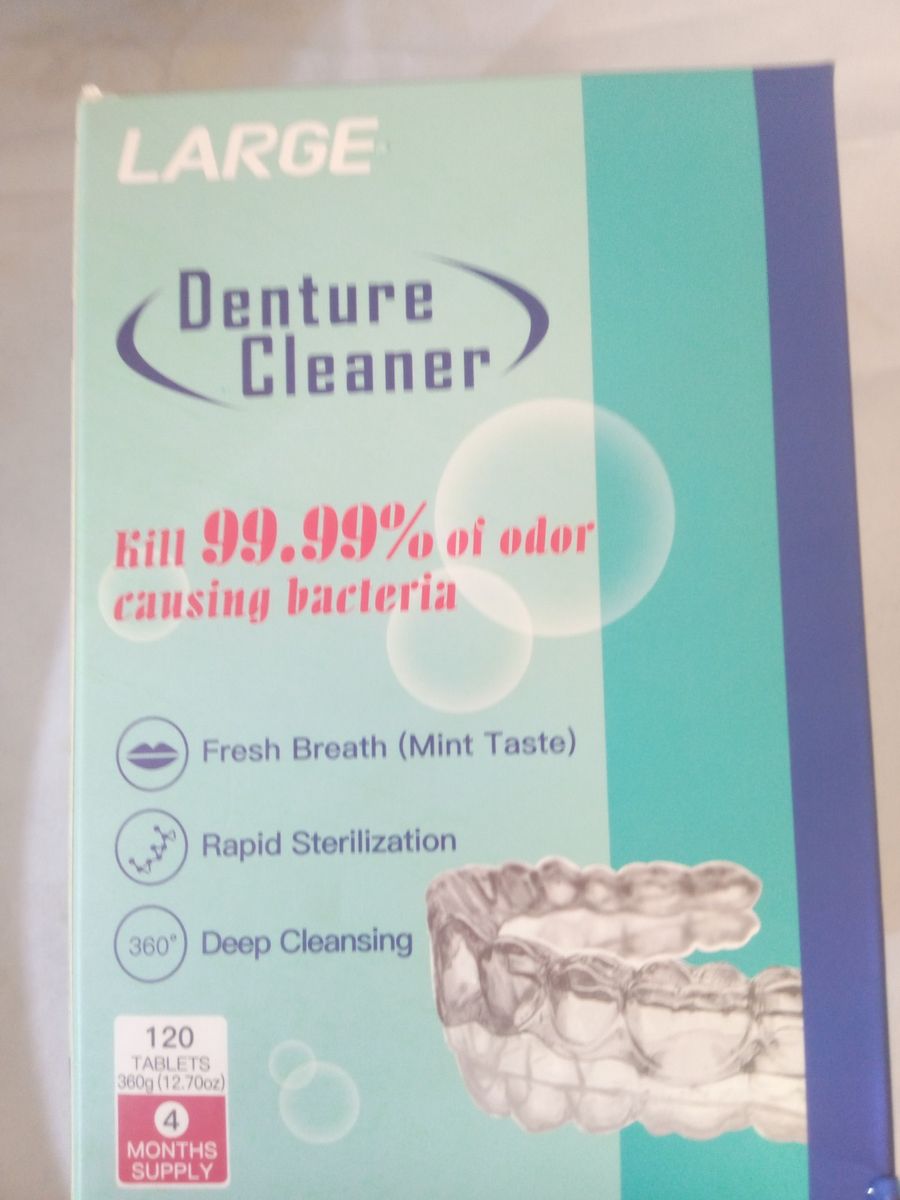 LARGE
Denture
Cleaner
Kill 99.99% of odor
causing bacteria
Fresh Breath (Mint Taste)
Rapid Sterilization
360° Deep Cleansing
120
TABLETS
360g (12.70oz)
4
MONTHS
SUPPLY